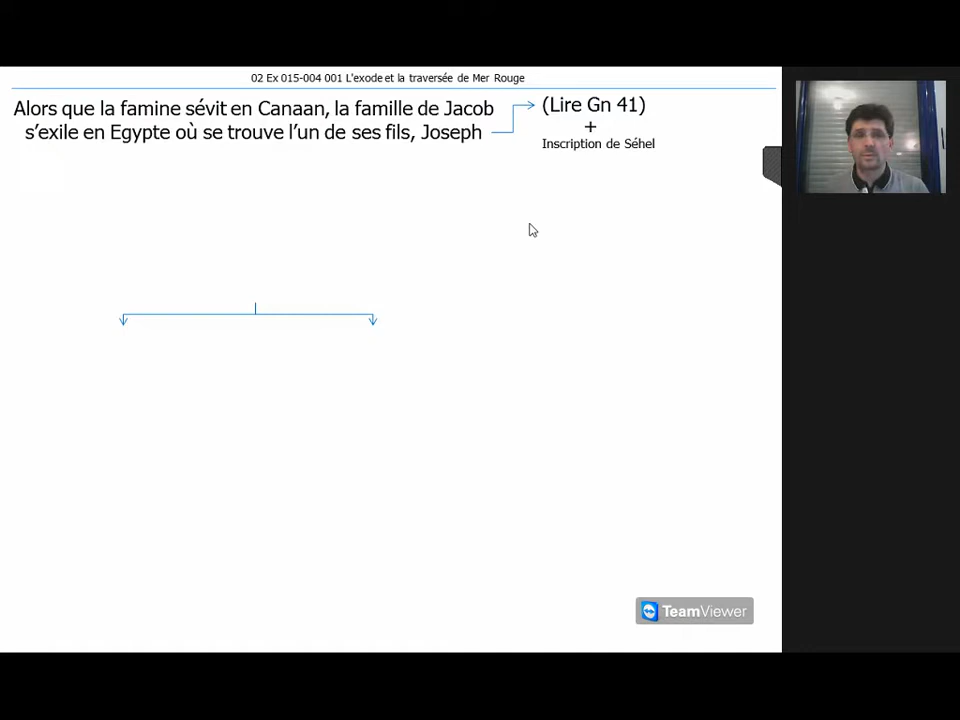 02 Ex 015-004 001 L'exode et la traversée de Mer Rouge
Alors que la famine sévit en Canaan, la famille de Jacob
s'exile en Egypte où se trouve l'un de ses fils, Joseph
(Lire Gn 41)
+
Inscription de Séhel
TeamViewer